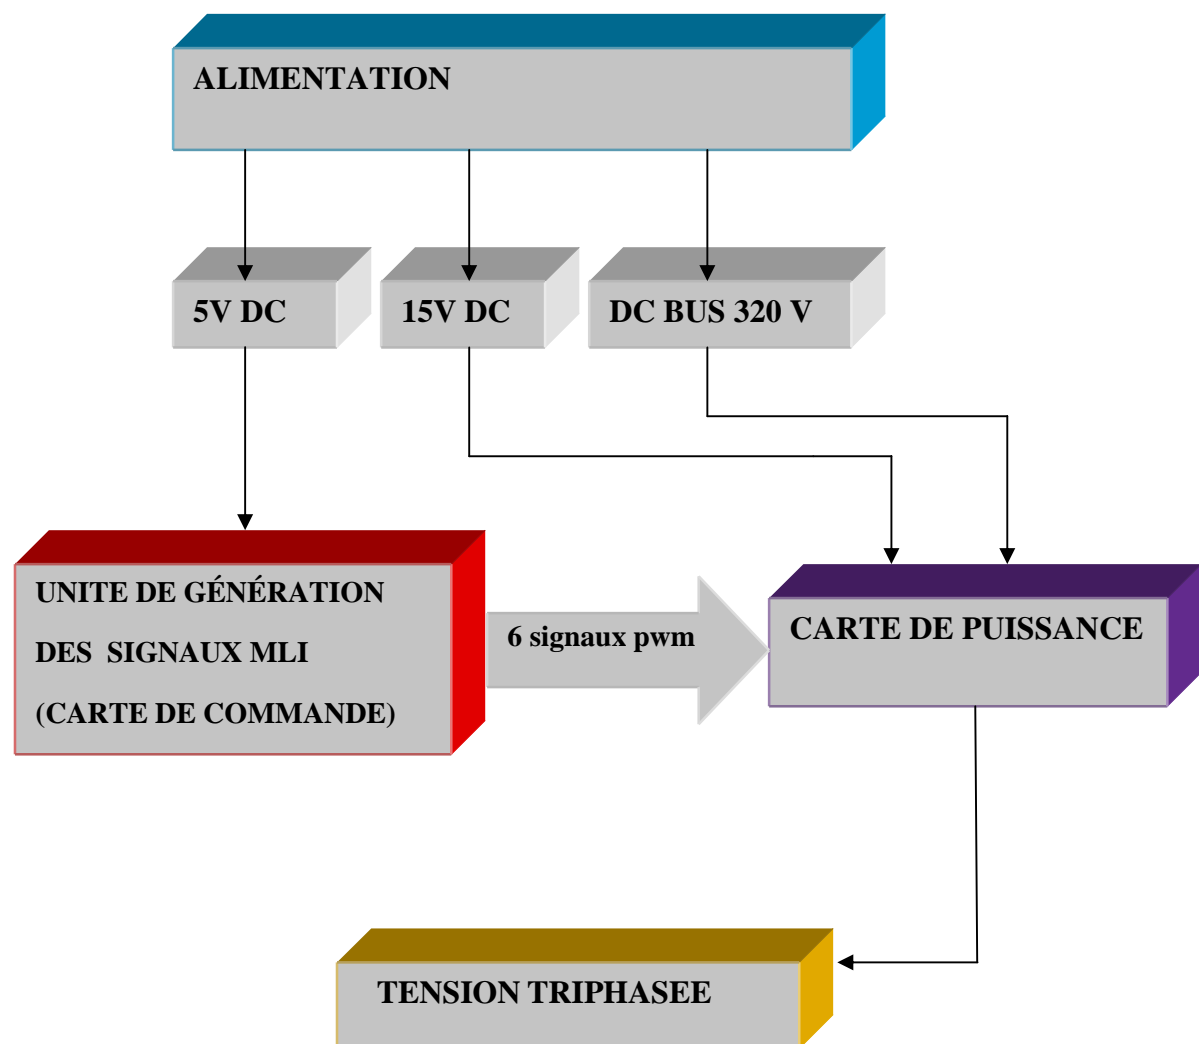 ALIMENTATION
5V DC
15V DC
DC BUS 320 V
UNITE DE GÉNÉRATION
DES SIGNAUX MLI
(CARTE DE COMMANDE)
6 signaux pwm
CARTE DE PUISSANCE
TENSION TRIPHASEE